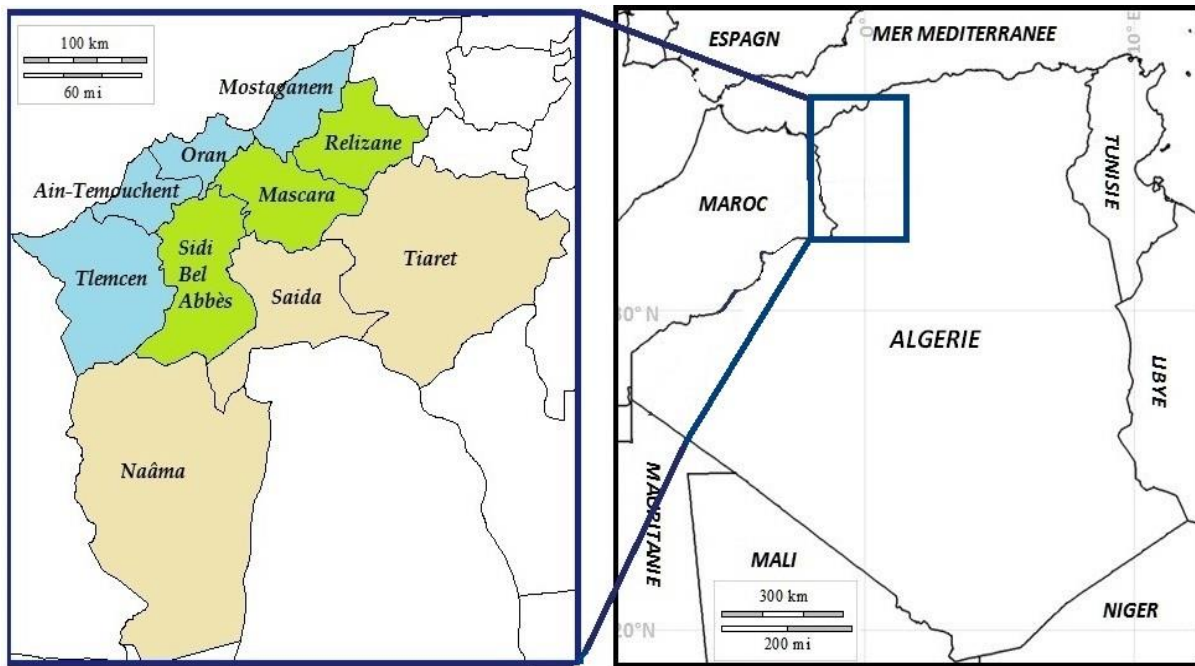 100 km
60 mi
Mostaganem
Relizane
Oran
Ain-Temouchent
Mascara
Sidi
Bel
Abbès
Tlemcen
Tiaret
Saida
Naâma
ESPAGN
0°
MER MEDITERRANEE
10°E
TUNISIE
MAROC
30°N
ALGERIE
LIBYE
MAURITANIE
MALI
300 km
200 mi
NIGER
20°N